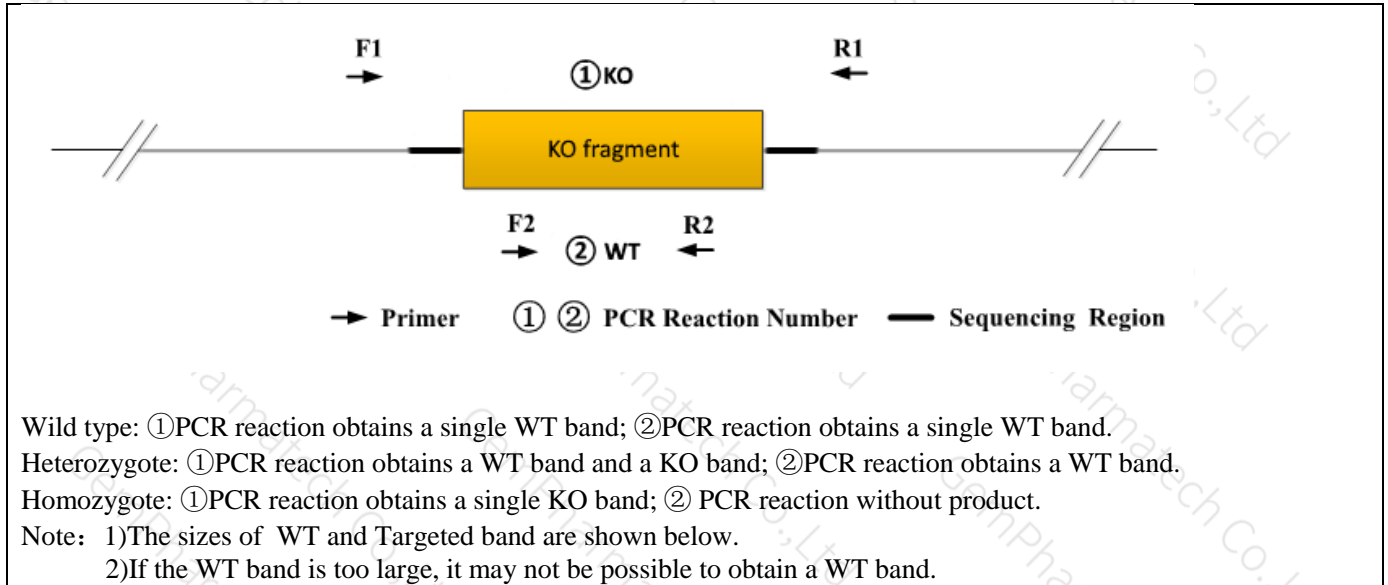 F1
R1
①KO
KO fragment
F2
R2
② WT
Primer ① ② PCR Reaction Number Sequencing Region
Wild type: ①PCR reaction obtains a single WT band; ②PCR reaction obtains a single WT band.
Heterozygote: ①PCR reaction obtains a WT band and a KO band; ②PCR reaction obtains a WT band.
Homozygote: ①PCR reaction obtains a single KO band; ② PCR reaction without product.
Note：1)The sizes of WT and Targeted band are shown below.
2)If the WT band is too large, it may not be possible to obtain a WT band.